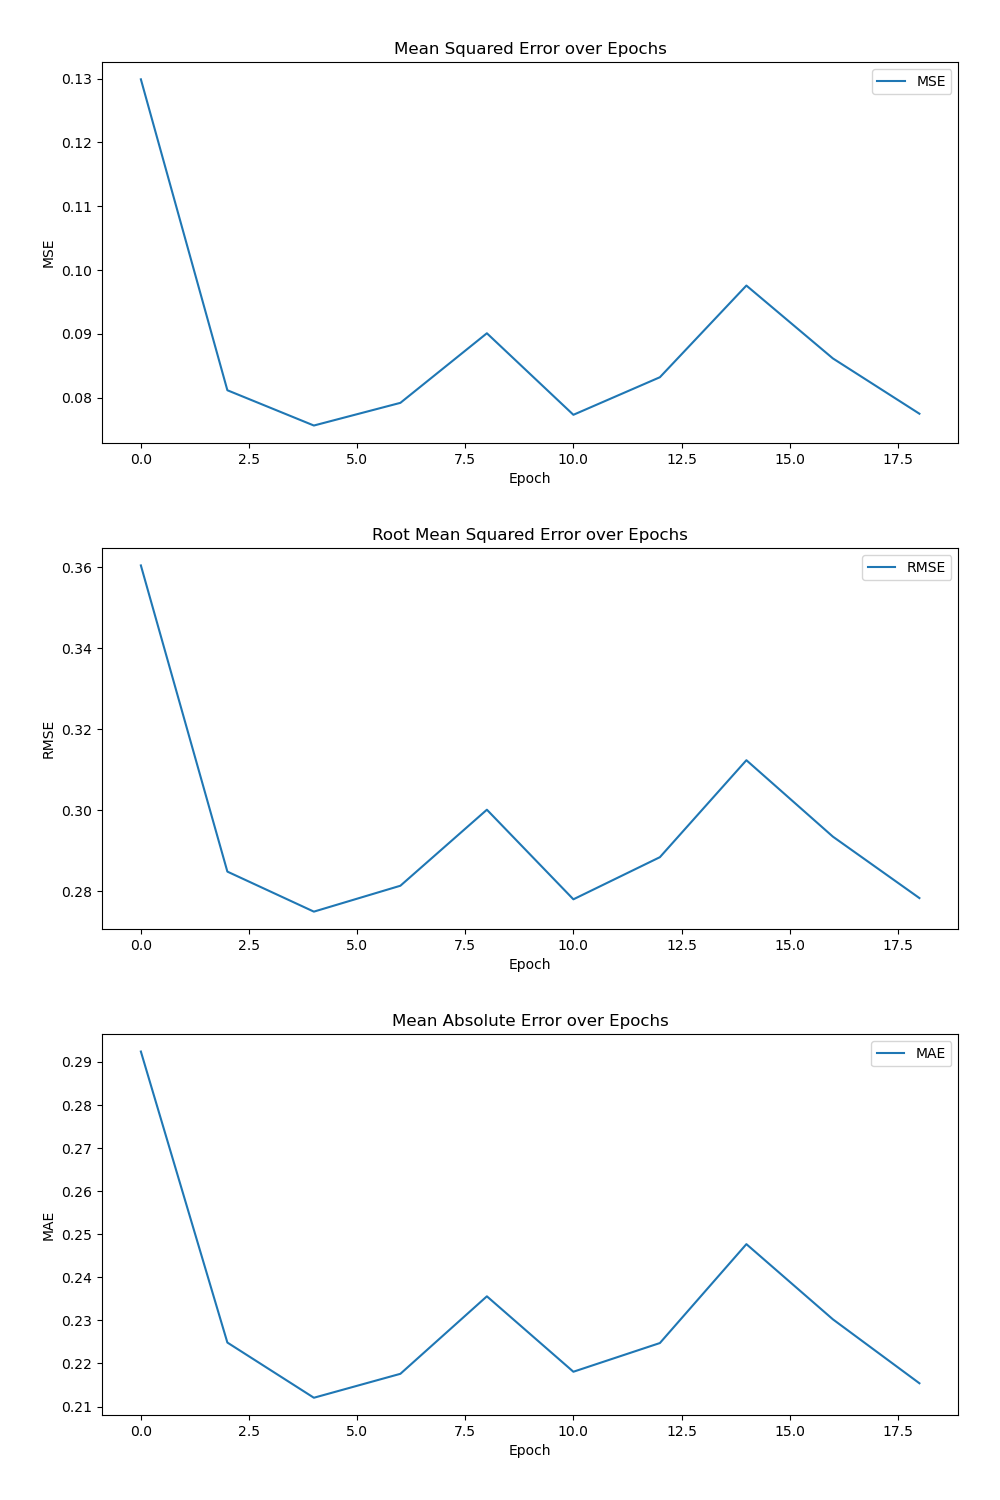 Mean Squared Error over Epochs
MSE
0.13
0.12
0.11
0.10
0.09
0.08
MSE
0.0 2.5 5.0 7.5 10.0 12.5 15.0 17.5
Epoch
Root Mean Squared Error over Epochs
RMSE
0.36
0.34
0.32
0.30
0.28
RMSE
0.0 2.5 5.0 7.5 10.0 12.5 15.0 17.5
Epoch
Mean Absolute Error over Epochs
MAE
0.29
0.28
0.27
0.26
0.25
0.24
0.23
0.22
0.21
MAE
0.0 2.5 5.0 7.5 10.0 12.5 15.0 17.5
Epoch